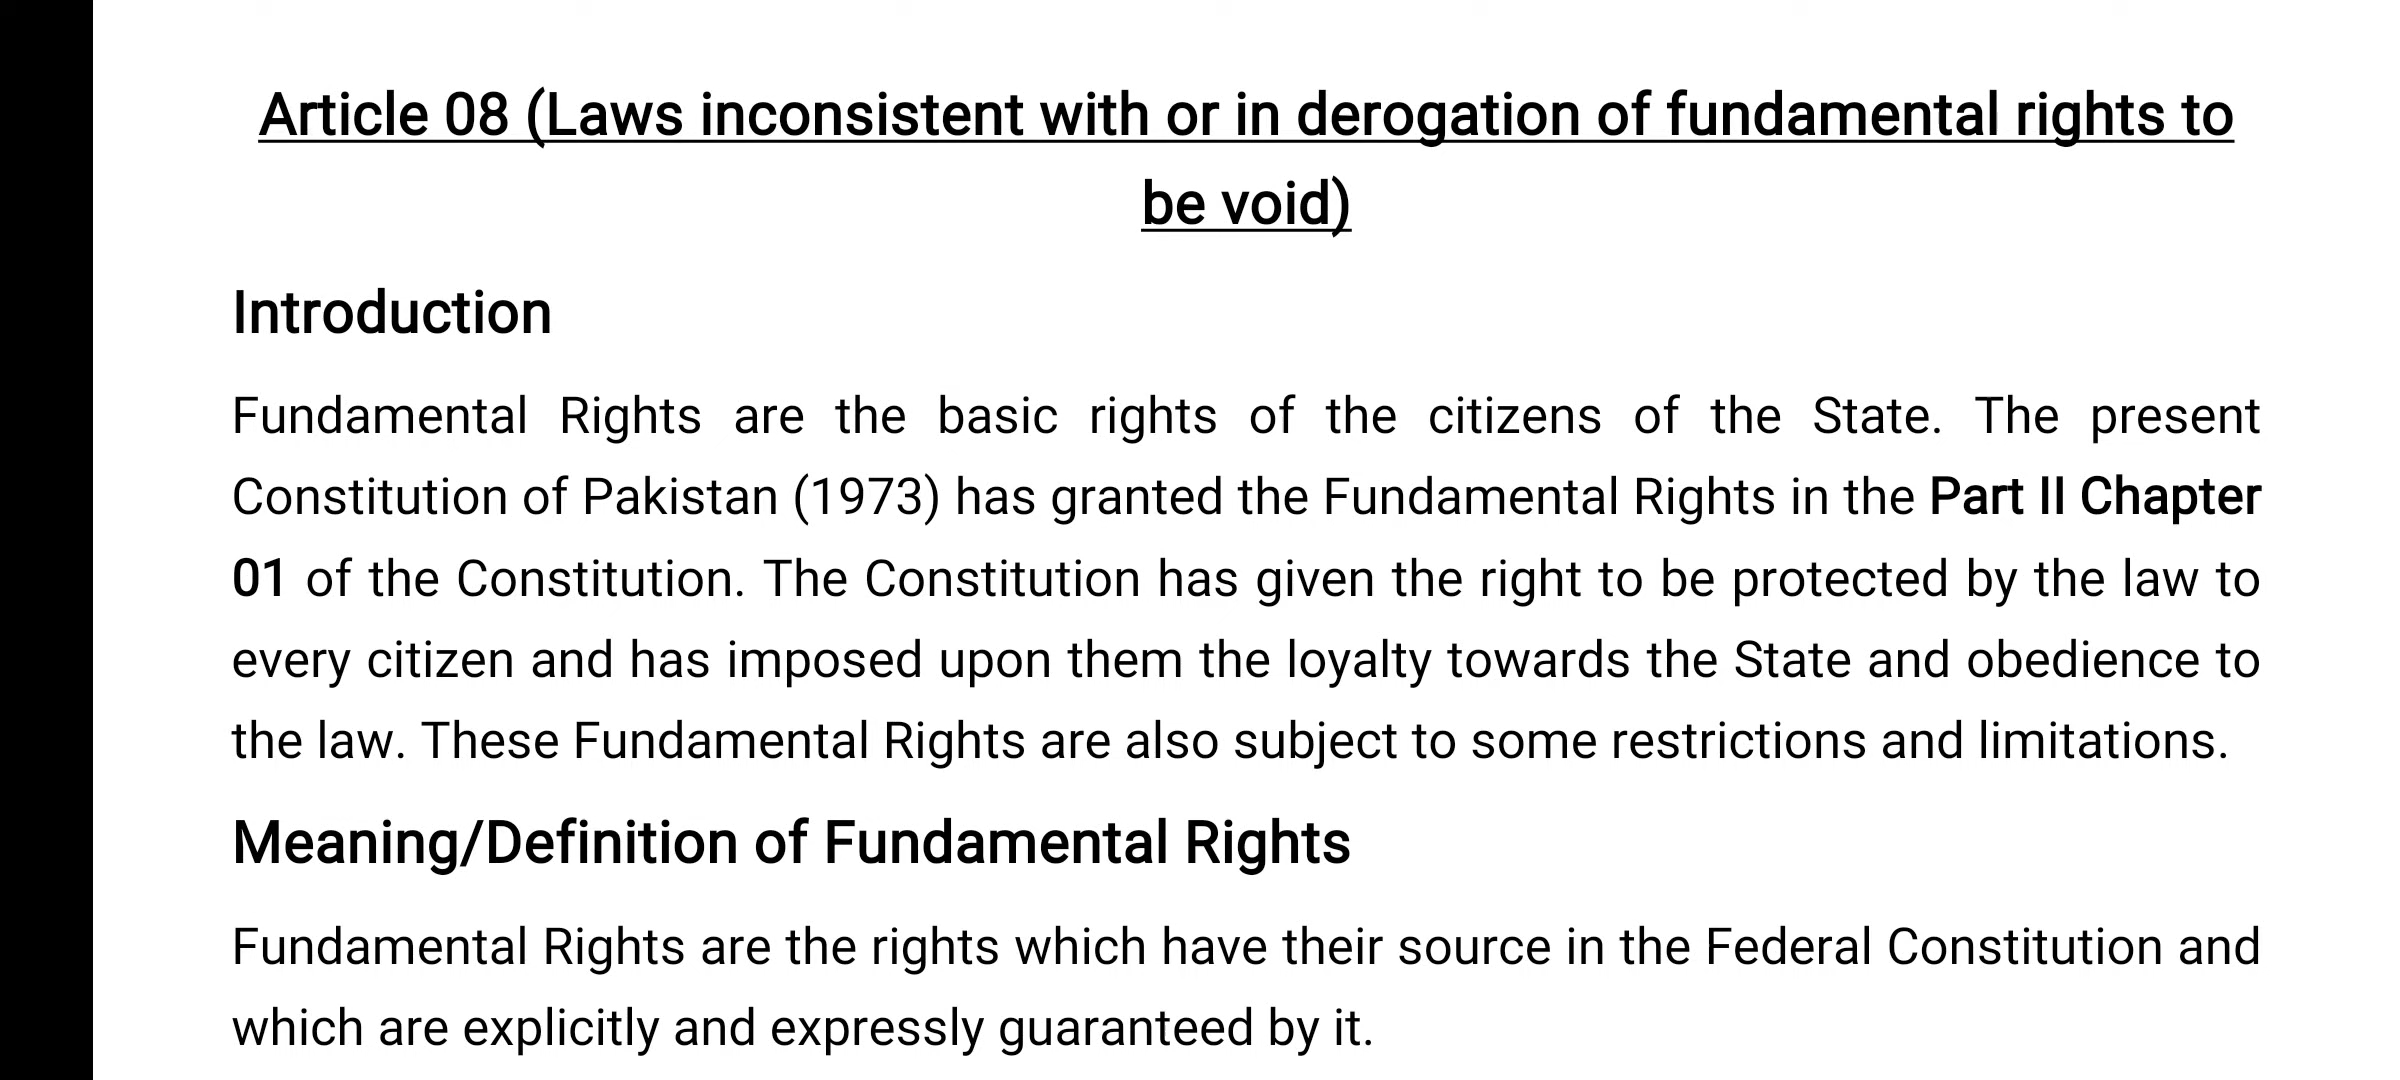 Article 08 (Laws inconsistent with or in derogation of fundamental rights to
be void)
Introduction
Fundamental Rights are the basic rights of the citizens of the State. The present
Constitution of Pakistan (1973) has granted the Fundamental Rights in the Part II Chapter
01 of the Constitution. The Constitution has given the right to be protected by the law to
every citizen and has imposed upon them the loyalty towards the State and obedience to
the law. These Fundamental Rights are also subject to some restrictions and limitations.
Meaning/Definition of Fundamental Rights
Fundamental Rights are the rights which have their source in the Federal Constitution and
which are explicitly and expressly guaranteed by it.